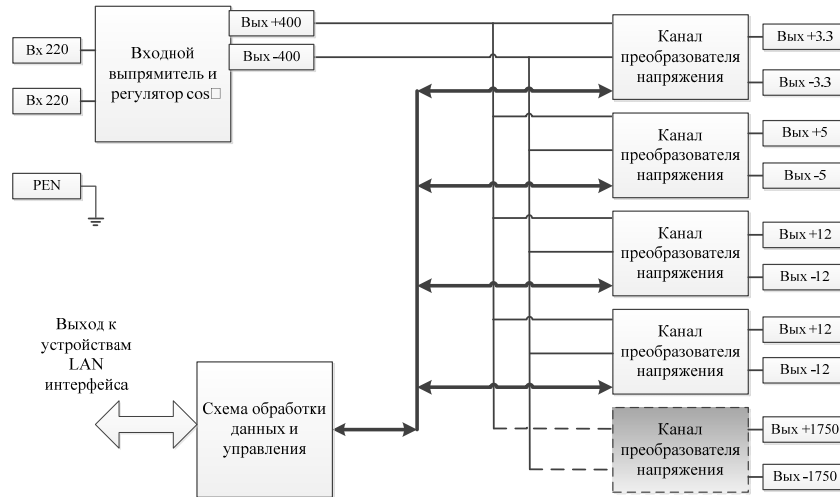 Вх 220
Вх 220
PEN
Входной
выпрямитель и
регулятор cos□
Вых +400
Вых -400
Канал
преобразователя
напряжения
Вых +3.3
Вых -3.3
Канал
преобразователя
напряжения
Вых +5
Вых -5
Канал
преобразователя
напряжения
Вых +12
Вых -12
Канал
преобразователя
напряжения
Вых +12
Вых -12
Канал
преобразователя
напряжения
Вых +1750
Вых -1750
Выход к
устройствам
LAN
интерфейса
Схема обработки
данных и
управления